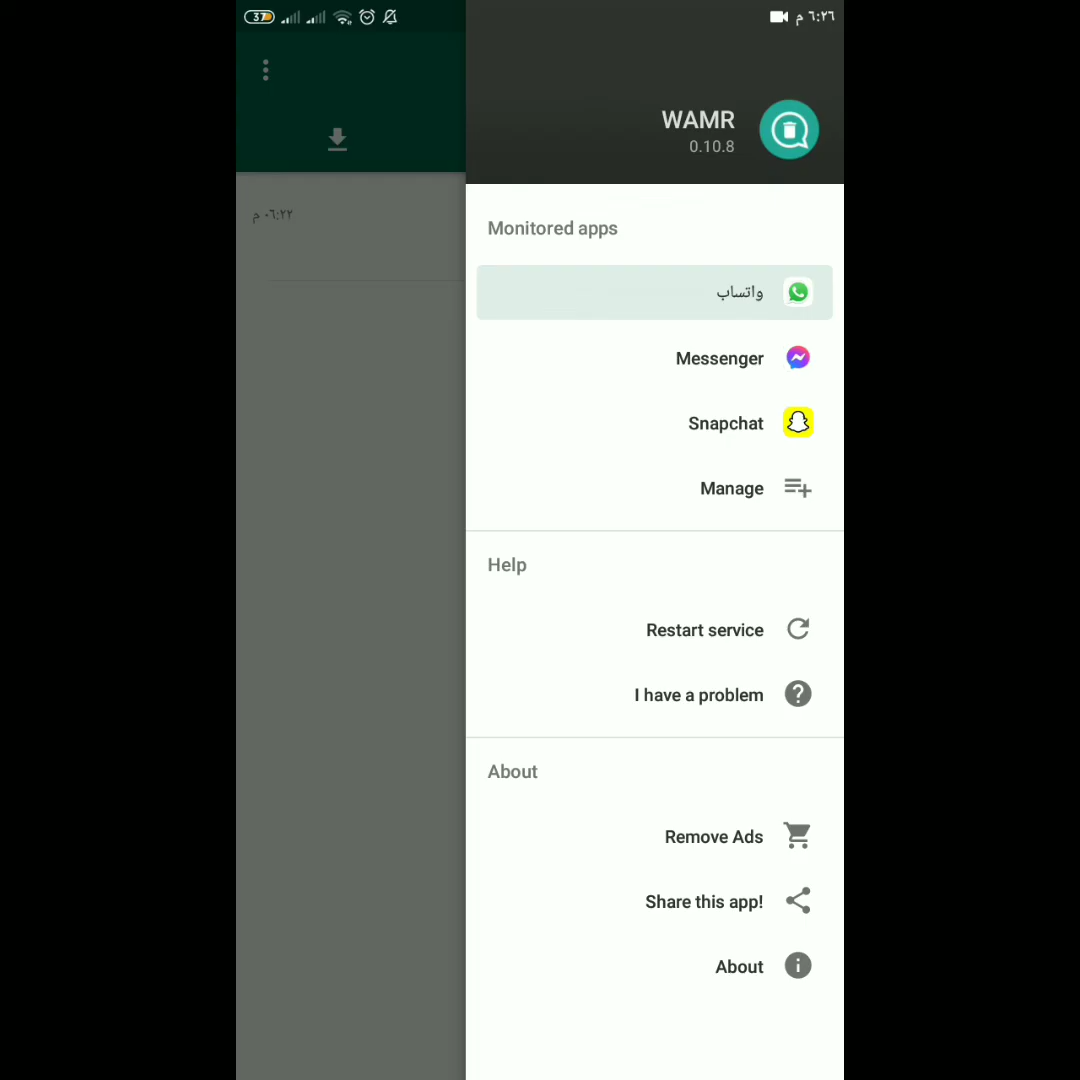 37
م ٦:٢٦
WAMR
0.10.8
م ٠٦:٢٢
Monitored apps
واتساب
Messenger
Snapchat
Manage
Help
Restart service
I have a problem
About
Remove Ads
Share this app!
About